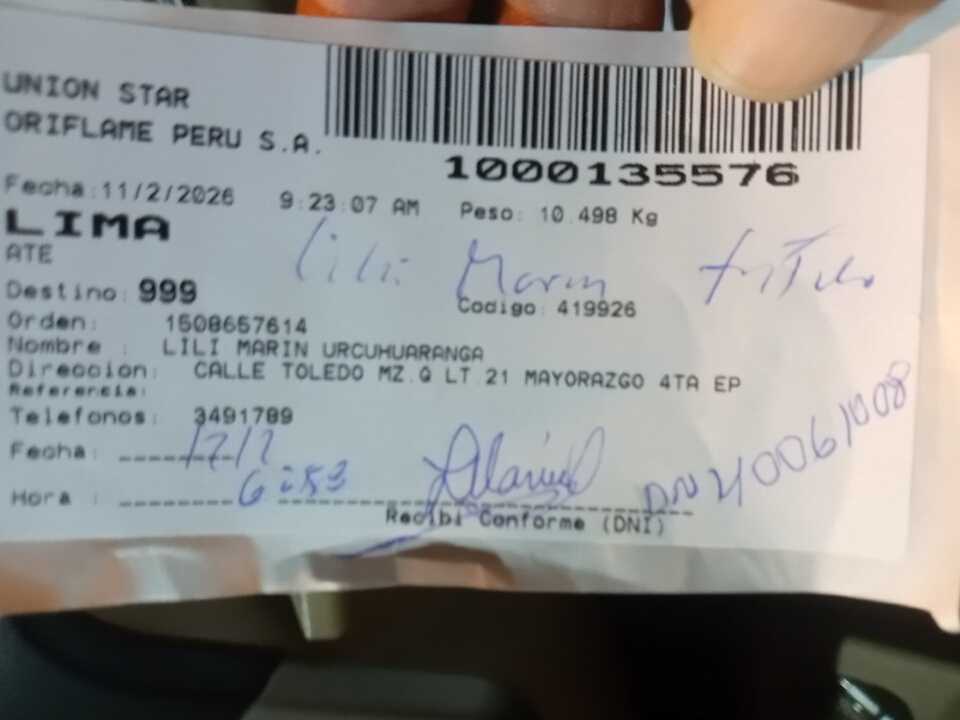 UNION STAR
ORIFLAME PERU S.A.
1000135576
Fecha:11/2/2026 9:23:07 AM Peso: 10.498 Kg
LIMA
ATE
Lili Marin
Destino: 999
Codigo: 419926
Orden: 1508657614
Nombre : LILI MARIN URCUHUARANGA
Direccion: CALLE TOLEDO MZ.Q LT 21 MAYORAZGO 4TA EP
Referencia:
Telefonos: 3491789
Fecha:
Hora : 6:53
DNI 40061008
Recibi Conforme (DNI)